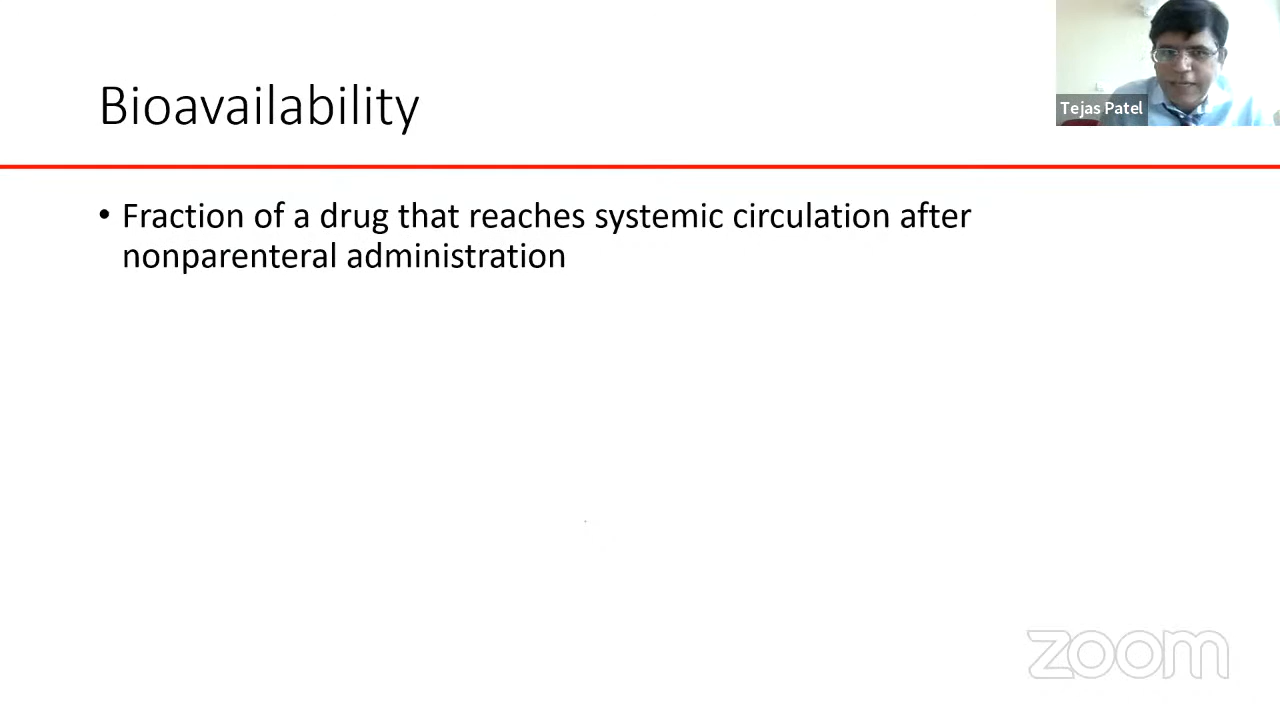 Bioavailability
Tejas Patel
• Fraction of a drug that reaches systemic circulation after
nonparenteral administration
zoom